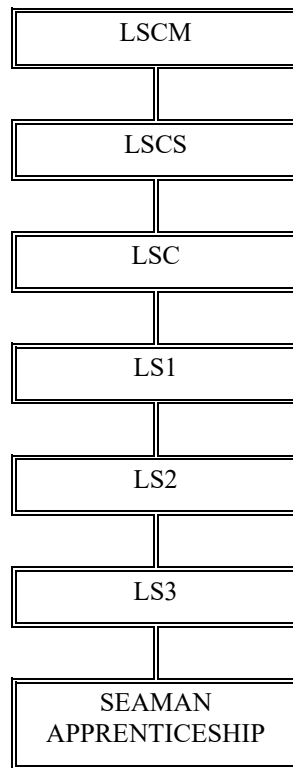 LSCM
LSCS
LSC
LS1
LS2
LS3
SEAMAN
APPRENTICESHIP